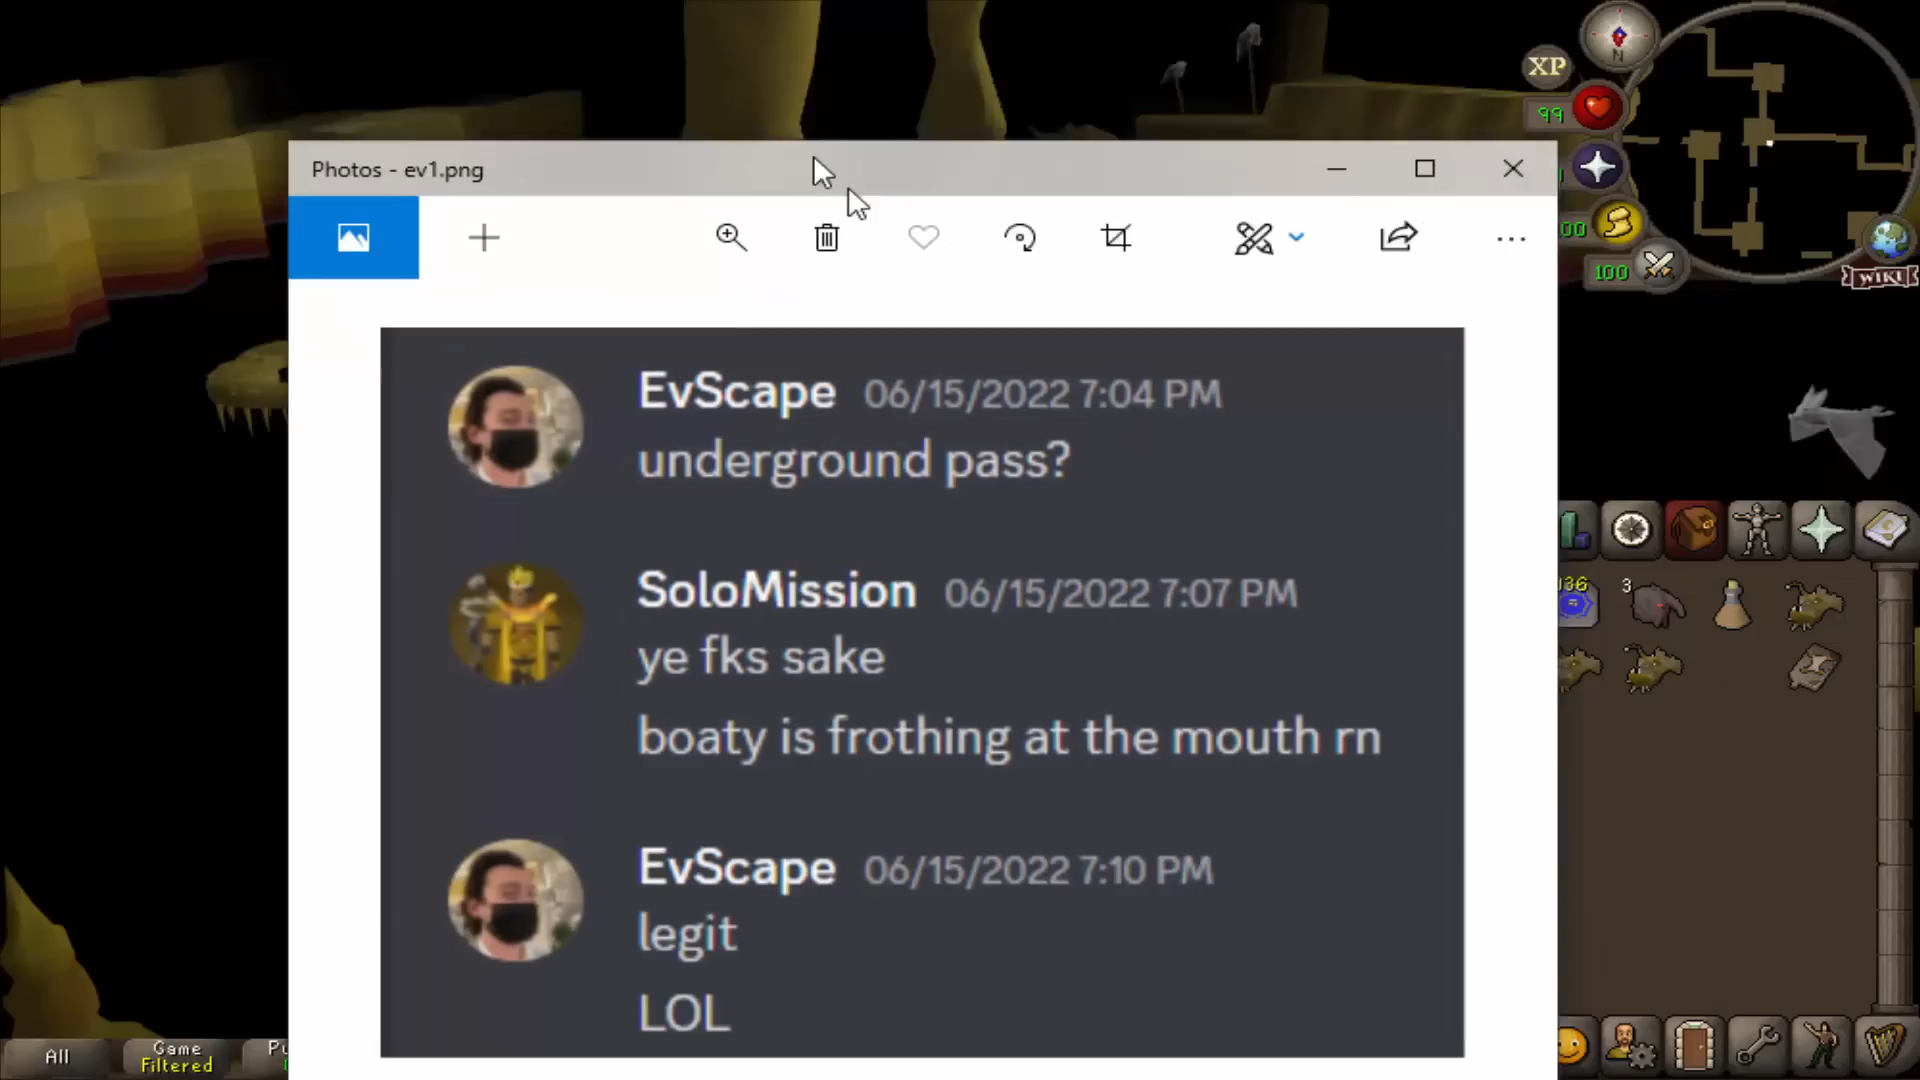 Photos - ev1.png
N
XP
99
00
100
WIKI
EvScape 06/15/2022 7:04 PM
underground pass?
SoloMission 06/15/2022 7:07 PM
ye fks sake
boaty is frothing at the mouth rn
EvScape 06/15/2022 7:10 PM
legit
LOL
136
3
All
Game
Filtered
Pu